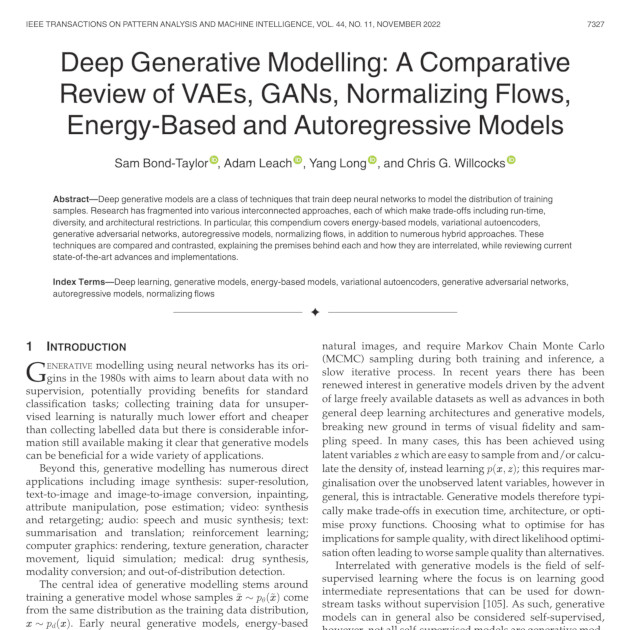 IEEE TRANSACTIONS ON PATTERN ANALYSIS AND MACHINE INTELLIGENCE, VOL. 44, NO. 11, NOVEMBER 2022 7327
Deep Generative Modelling: A Comparative
Review of VAEs, GANs, Normalizing Flows,
Energy-Based and Autoregressive Models
Sam Bond-Taylor, Adam Leach, Yang Long, and Chris G. Willcocks
Abstract—Deep generative models are a class of techniques that train deep neural networks to model the distribution of training
samples. Research has fragmented into various interconnected approaches, each of which make trade-offs including run-time,
diversity, and architectural restrictions. In particular, this compendium covers energy-based models, variational autoencoders,
generative adversarial networks, autoregressive models, normalizing flows, in addition to numerous hybrid approaches. These
techniques are compared and contrasted, explaining the premises behind each and how they are interrelated, while reviewing current
state-of-the-art advances and implementations.
Index Terms—Deep learning, generative models, energy-based models, variational autoencoders, generative adversarial networks,
autoregressive models, normalizing flows
1 INTRODUCTION
GENERATIVE modelling using neural networks has its ori-
gins in the 1980s with aims to learn about data with no
supervision, potentially providing benefits for standard
classification tasks; collecting training data for unsuper-
vised learning is naturally much lower effort and cheaper
than collecting labelled data but there is considerable infor-
mation still available making it clear that generative models
can be beneficial for a wide variety of applications.
Beyond this, generative modelling has numerous direct
applications including image synthesis: super-resolution,
text-to-image and image-to-image conversion, inpainting,
attribute manipulation, pose estimation; video: synthesis
and retargeting; audio: speech and music synthesis; text:
summarisation and translation; reinforcement learning;
computer graphics: rendering, texture generation, character
movement, liquid simulation; medical: drug synthesis,
modality conversion; and out-of-distribution detection.
The central idea of generative modelling stems around
training a generative model whose samples x̃ ∼ pθ(x̃) come
from the same distribution as the training data distribution,
x ∼ pd(x). Early neural generative models, energy-based
natural images, and require Markov Chain Monte Carlo
(MCMC) sampling during both training and inference, a
slow iterative process. In recent years there has been
renewed interest in generative models driven by the advent
of large freely available datasets as well as advances in both
general deep learning architectures and generative models,
breaking new ground in terms of visual fidelity and sam-
pling speed. In many cases, this has been achieved using
latent variables z which are easy to sample from and/or calcu-
late the density of, instead learning p(x, z); this requires mar-
ginalisation over the unobserved latent variables, however in
general, this is intractable. Generative models therefore typi-
cally make trade-offs in execution time, architecture, or opti-
mise proxy functions. Choosing what to optimise for has
implications for sample quality, with direct likelihood optimi-
sation often leading to worse sample quality than alternatives.
Interrelated with generative models is the field of self-
supervised learning where the focus is on learning good
intermediate representations that can be used for down-
stream tasks without supervision [105]. As such, generative
models can in general also be considered self-supervised,
however, not all self-supervised models are generative mod-